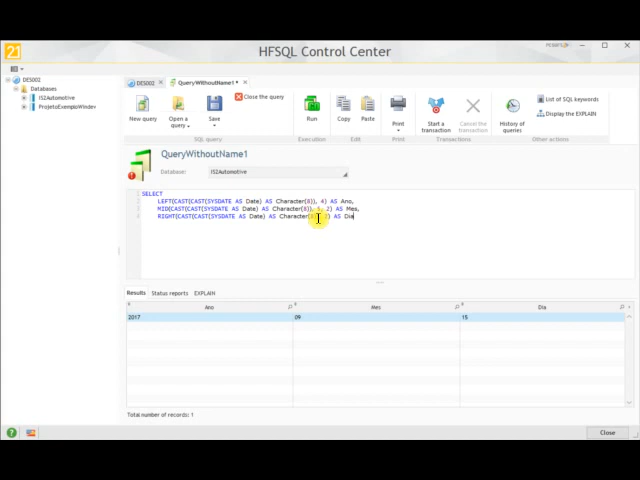 21
HFSQL Control Center
DES002
Databases
IS2Automotive
ProjetoExemploWindev
DES002
QueryWithoutName1 *
New query
Open a query
Save
Close the query
Run
Copy
Paste
Print
Start a transaction
Cancel the transaction
History of queries
List of SQL keywords
Display the EXPLAIN
SQL query
Execution
Edit
Print
Transactions
Other actions
QueryWithoutName1
Database:
IS2Automotive
1 SELECT
2 LEFT(CAST(CAST(SYSDATE AS Date) AS Character(8)), 4) AS Ano,
3 MID(CAST(CAST(SYSDATE AS Date) AS Character(8)), 5, 2) AS Mes,
4 RIGHT(CAST(CAST(SYSDATE AS Date) AS Character(8)), 2) AS Dia
Results
Status reports
EXPLAIN
Ano
Mes
Dia
2017
09
15
Total number of records: 1
Close